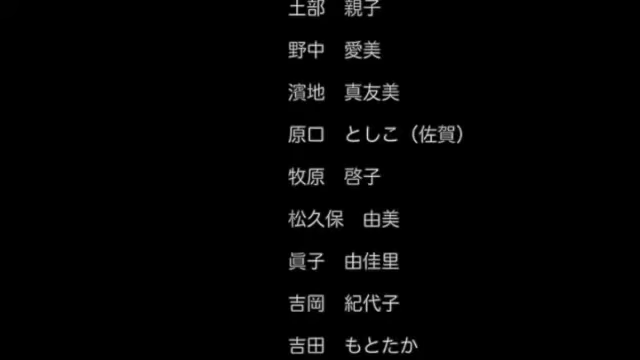 土部　親子
野中　愛美
濱地　真友美
原口　としこ（佐賀）
牧原　啓子
松久保　由美
眞子　由佳里
吉岡　紀代子
吉田　もとたか